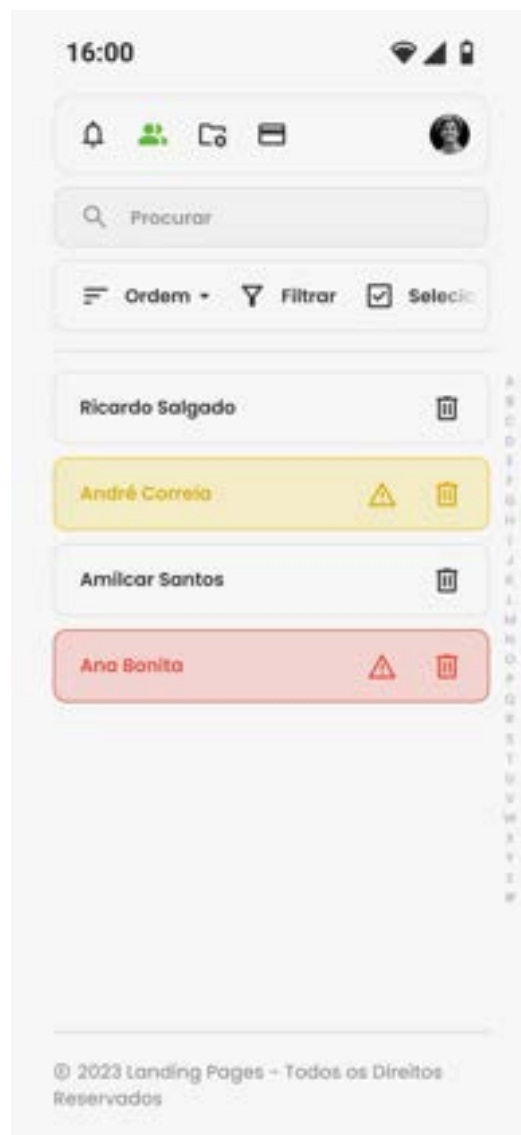 16:00
Procurar
Ordem Filtrar Selecic
Ricardo Salgado
André Correia
Amílcar Santos
Ana Bonita
A
B
C
D
E
F
G
H
I
J
K
L
M
N
O
P
Q
R
S
T
U
V
W
X
Y
Z
#
© 2023 Landing Pages - Todos os Direitos
Reservados